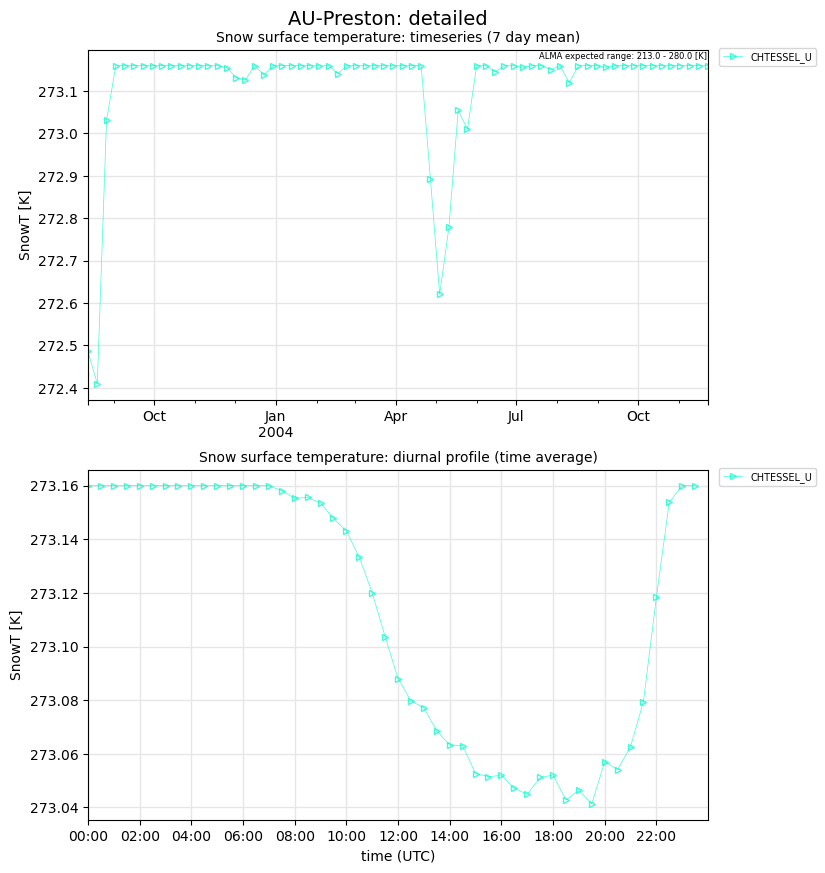 AU-Preston: detailed
Snow surface temperature: timeseries (7 day mean)
ALMA expected range: 213.0 - 280.0 [K]
CHTESSEL_U
SnowT [K]
273.1
273.0
272.9
272.8
272.7
272.6
272.5
272.4
Oct
Jan
2004
Apr
Jul
Oct
Snow surface temperature: diurnal profile (time average)
CHTESSEL_U
SnowT [K]
273.16
273.14
273.12
273.10
273.08
273.06
273.04
00:00 02:00 04:00 06:00 08:00 10:00 12:00 14:00 16:00 18:00 20:00 22:00
time (UTC)